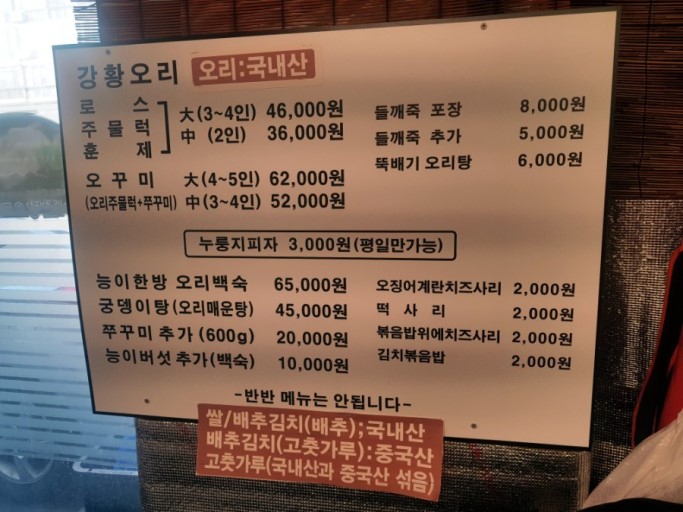 강황오리 오리:국내산
로스 大(3~4인) 46,000원
주물럭 中 (2인) 36,000원
훈제
오꾸미 大(4~5인) 62,000원
(오리주물럭+쭈꾸미) 中(3~4인) 52,000원
들깨죽 포장 8,000원
들깨죽 추가 5,000원
뚝배기 오리탕 6,000원
누룽지피자 3,000원(평일만가능)
능이한방 오리백숙 65,000원
궁뎅이탕(오리매운탕) 45,000원
쭈꾸미 추가 (600g) 20,000원
능이버섯 추가(백숙) 10,000원
오징어계란치즈사리 2,000원
떡 사 리 2,000원
볶음밥위에치즈사리 2,000원
김치볶음밥 2,000원
-반반 메뉴는 안됩니다-
쌀/배추김치(배추);국내산
배추김치(고춧가루):중국산
고춧가루(국내산과 중국산 섞음)